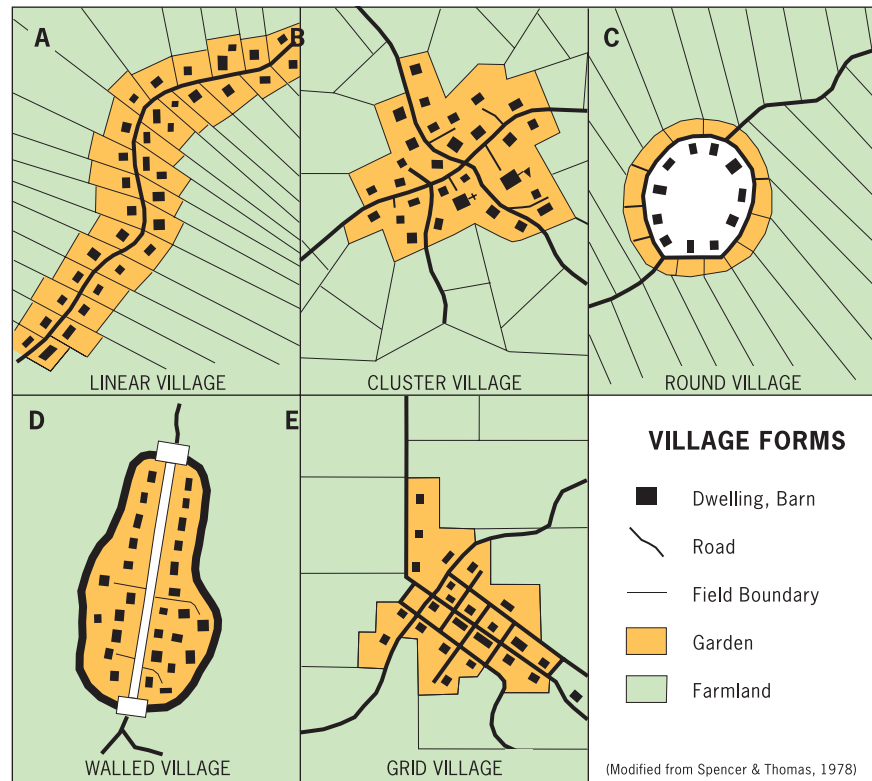 A
B
C
LINEAR VILLAGE
CLUSTER VILLAGE
ROUND VILLAGE
D
E
VILLAGE FORMS
Dwelling, Barn
Road
Field Boundary
Garden
Farmland
WALLED VILLAGE
GRID VILLAGE
(Modified from Spencer & Thomas, 1978)